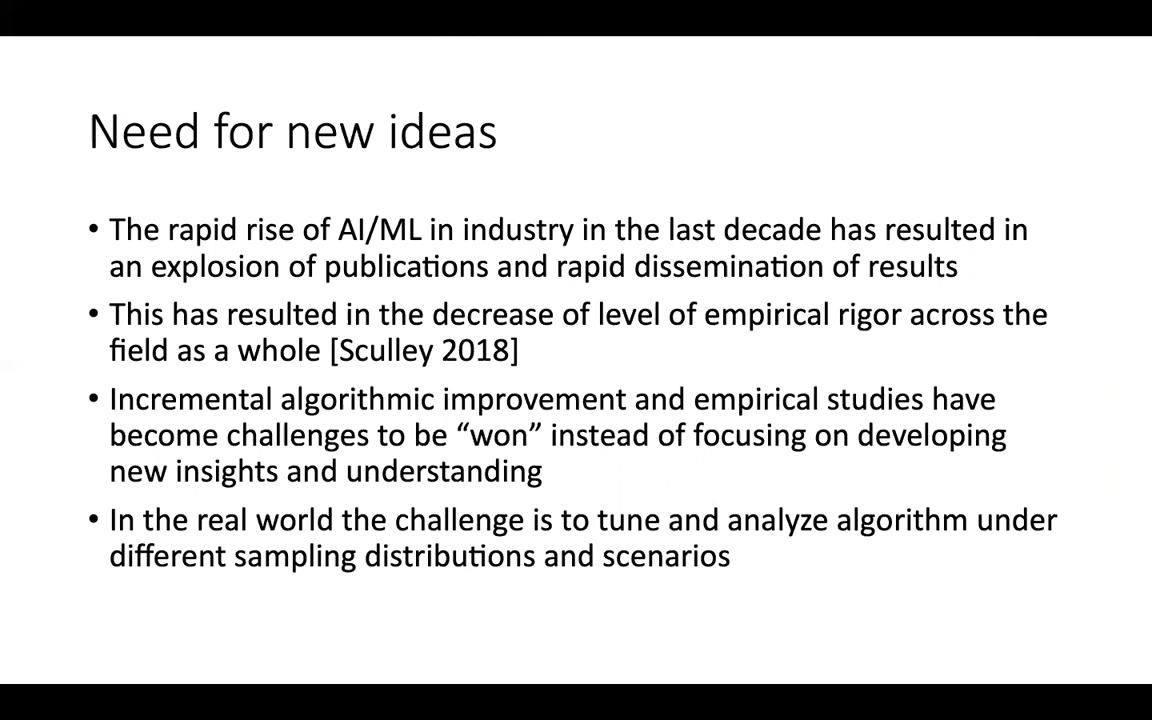 Need for new ideas
• The rapid rise of AI/ML in industry in the last decade has resulted in
an explosion of publications and rapid dissemination of results
• This has resulted in the decrease of level of empirical rigor across the
field as a whole [Sculley 2018]
• Incremental algorithmic improvement and empirical studies have
become challenges to be “won” instead of focusing on developing
new insights and understanding
• In the real world the challenge is to tune and analyze algorithm under
different sampling distributions and scenarios